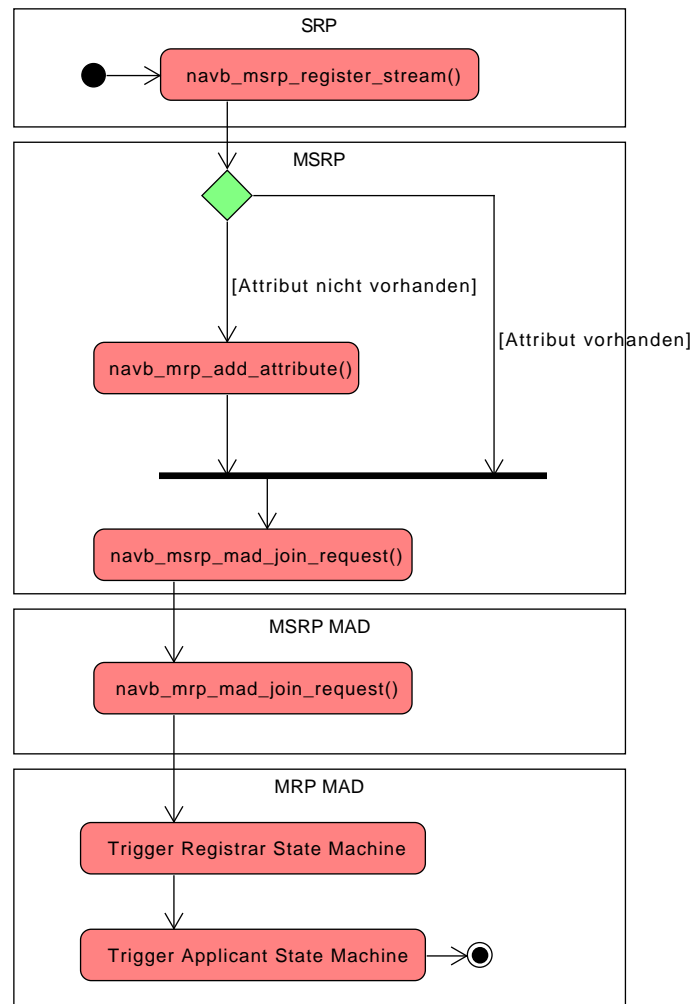 SRP
navb_msrp_register_stream()
MSRP
[Attribut nicht vorhanden]
[Attribut vorhanden]
navb_mrp_add_attribute()
navb_msrp_mad_join_request()
MSRP MAD
navb_mrp_mad_join_request()
MRP MAD
Trigger Registrar State Machine
Trigger Applicant State Machine